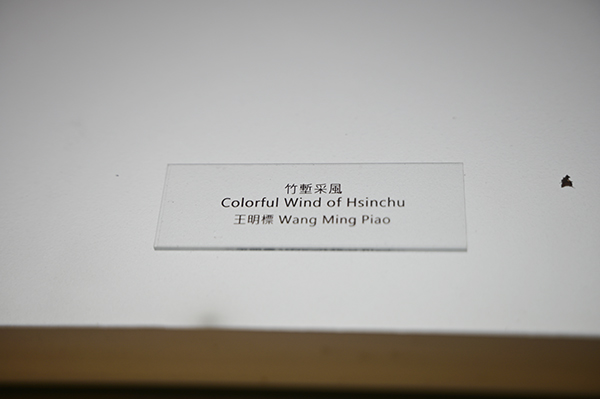 竹塹采風
Colorful Wind of Hsinchu
王明標 Wang Ming Piao